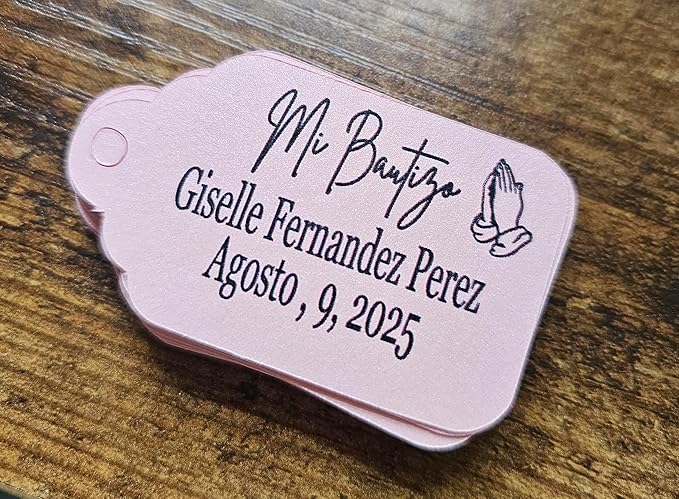 Mi Bautizo
Giselle Fernandez Perez
Agosto , 9, 2025